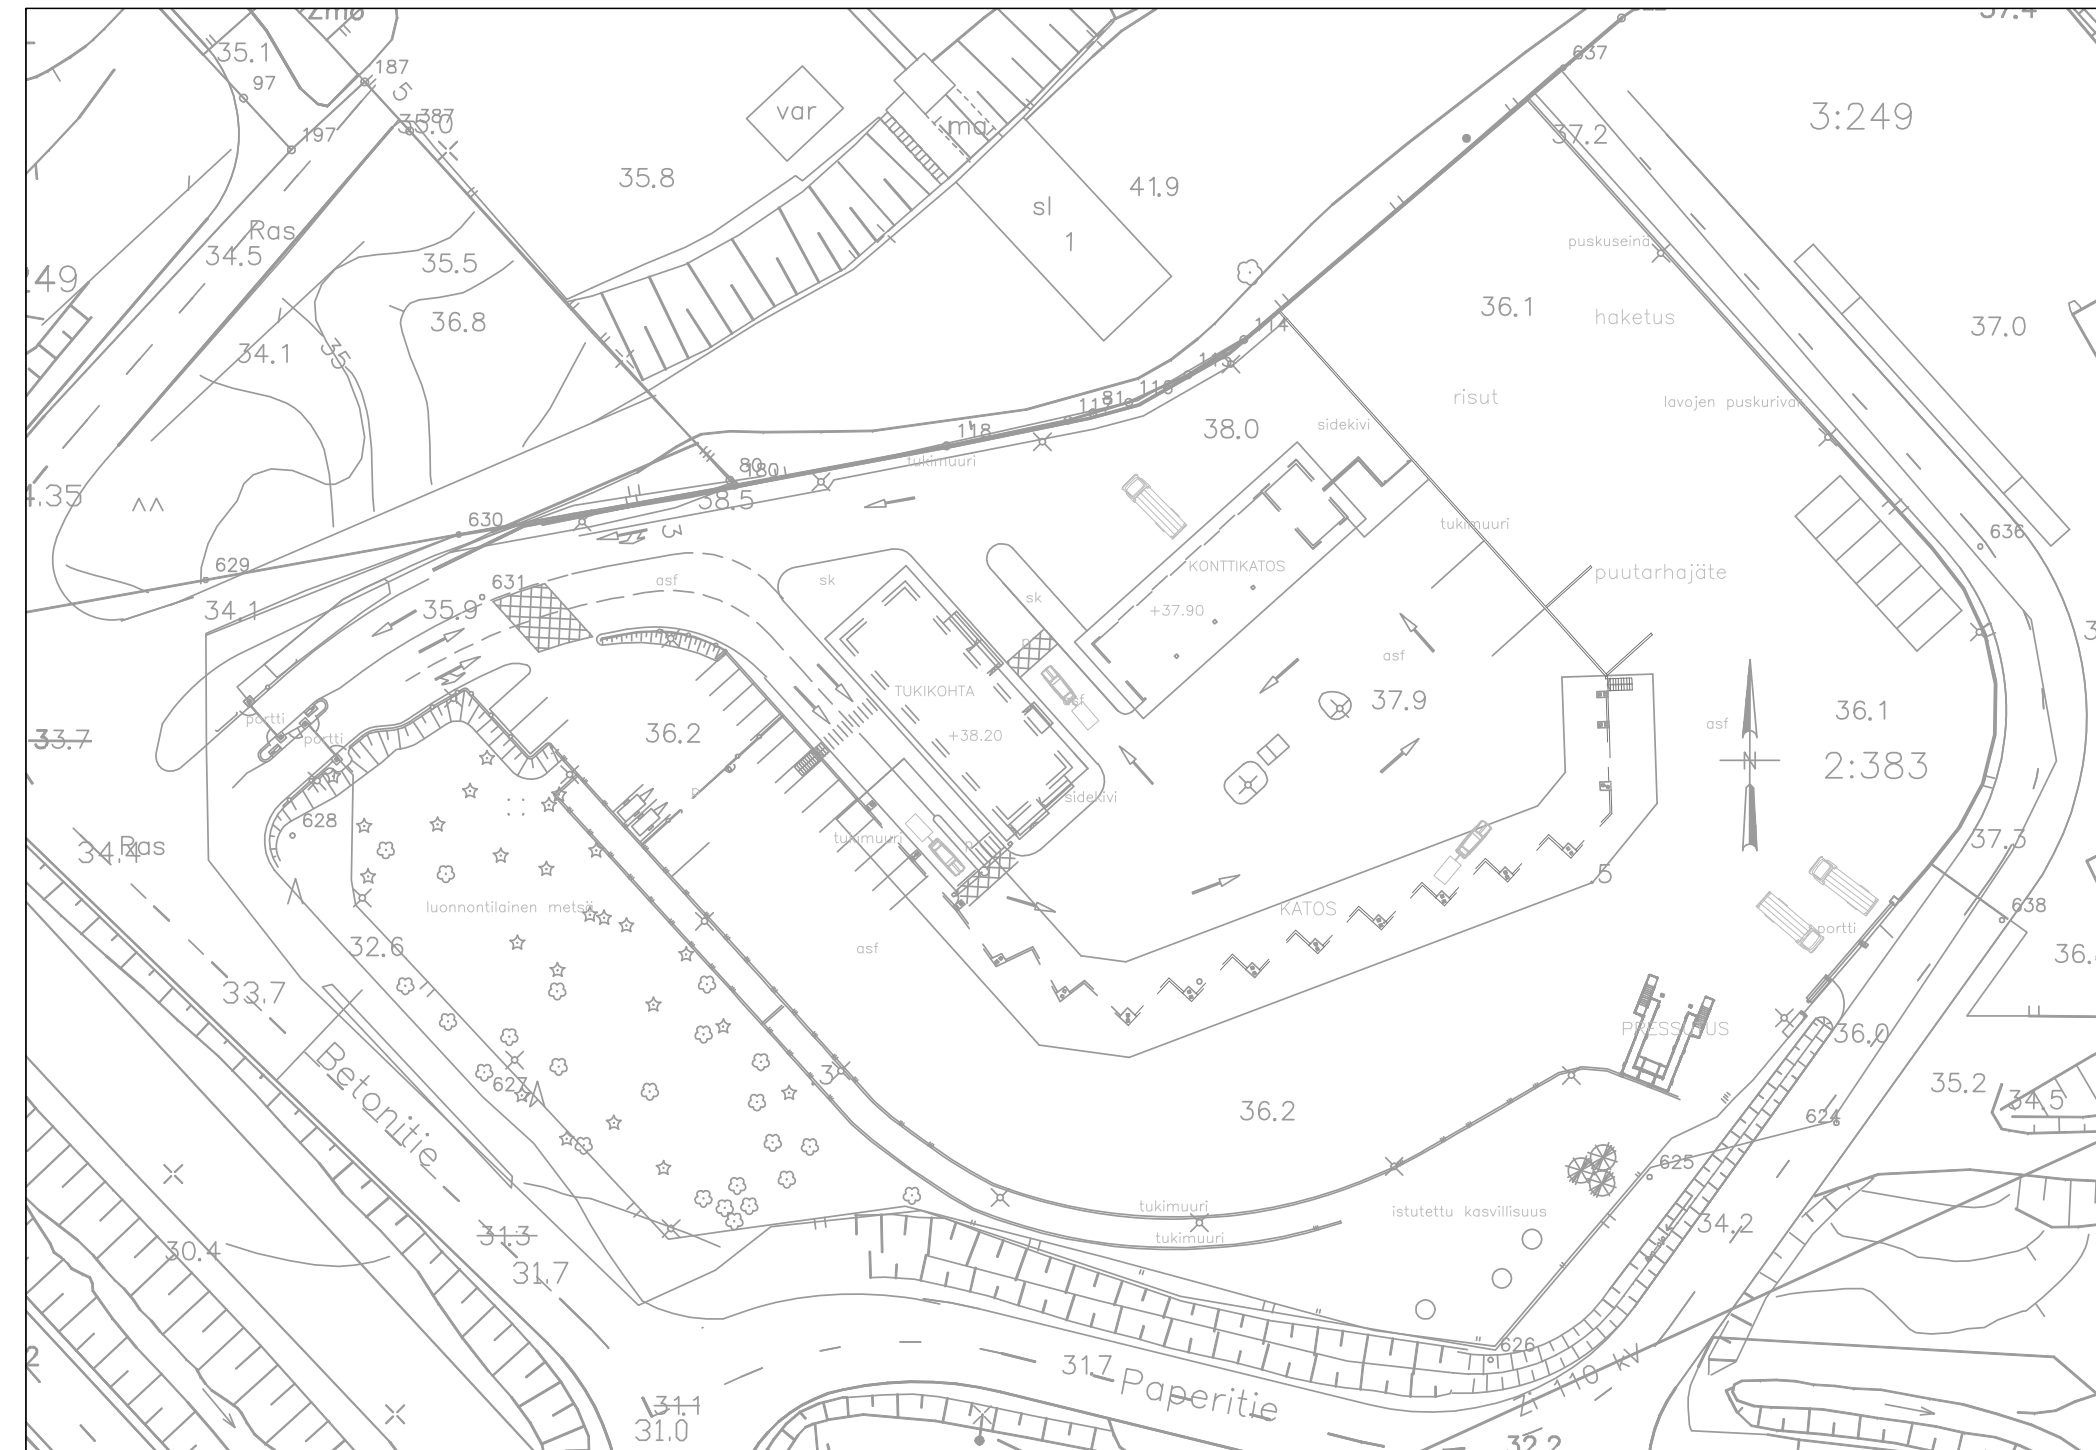 35.1
97
187
5
387
35.0
197
var
ma
637
37.4
3:249
37.2
35.8
41.9
sl
1
Ras
34.5
35.5
puskuseinä
36.8
36.1
haketus
37.0
34.1
35
114
risut
lavojen puskurivar
81
118
38.0
sidekivi
tukimuuri
80
180
38.5
630
3
tukimuuri
636
629
631
asf
sk
KONTTIKATOS
puutarhajäte
34.1
35.9
sk
+37.90
asf
TUKIKOHTA
37.9
36.1
portti
portti
36.2
+38.20
asf
33.7
N
2:383
sidekivi
628
tukimuuri
37.3
34.4
Ras
5
luonnontilainen metsä
KATOS
638
portti
32.6
asf
33.7
PRESSUTUS
36.0
Betonitie
627
3
36.2
35.2
34.5
624
625
31.3
tukimuuri
istutettu kasvillisuus
34.2
tukimuuri
30.4
31.7
626
31.7
Paperitie
110 kV
31.1
31.0
32.2